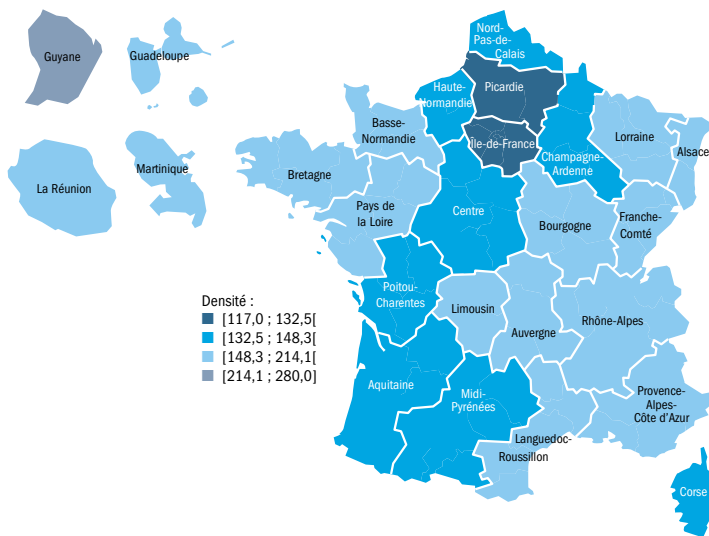 Nord-
Pas-de-
Calais
Guyane
Guadeloupe
Haute-
Normandie
Picardie
Basse-
Normandie
Lorraine
Île-de-France
Alsace
Champagne-
Ardenne
La Réunion
Martinique
Bretagne
Pays de
la Loire
Centre
Bourgogne
Franche-
Comté
Poitou-
Charentes
Limousin
Auvergne
Rhône-Alpes
Densité :
[117,0 ; 132,5[
[132,5 ; 148,3[
[148,3 ; 214,1[
[214,1 ; 280,0]
Aquitaine
Midi-
Pyrénées
Provence-
Alpes-
Côte d'Azur
Languedoc-
Roussillon
Corse